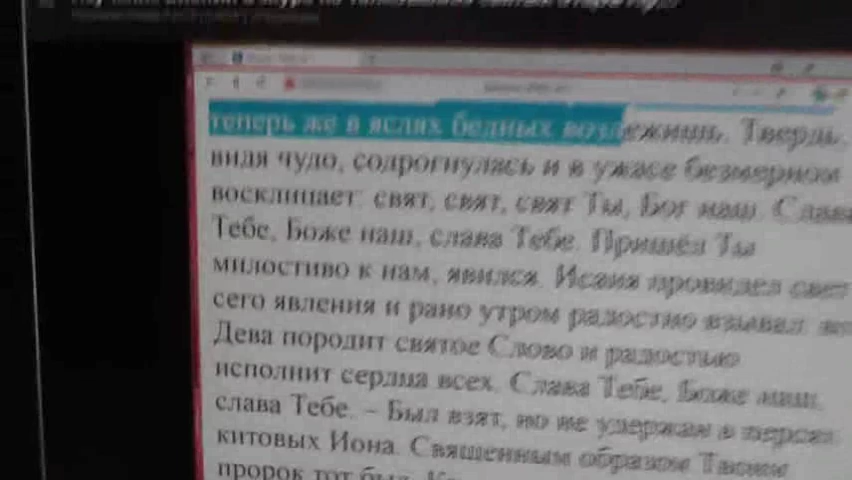 теперь же в яслях бедных возлежишь. Твердь,
видя чудо, содрогнулась и в ужасе безмерном
восклицает: свят, свят, свят Ты, Бог наш. Слава
Тебе, Боже наш, слава Тебе. Пришёл Ты
милостиво к нам, явился. Исаия провидел свет
сего явления и рано утром радостно взывал:
Дева породит святое Слово и радостью
исполнит сердца всех. Слава Тебе, Боже наш,
слава Тебе. – Был взят, но не удержан в персях
китовых Иона. Священным образом Твоим
пророк тот был.